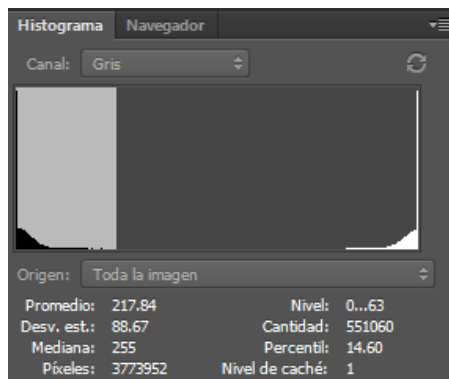 Histograma Navegador
Canal: Gris
Origen: Toda la imagen
Promedio: 217.84 Nivel: 0...63
Desv. est.: 88.67 Cantidad: 551060
Mediana: 255 Percentil: 14.60
Píxeles: 3773952 Nivel de caché: 1